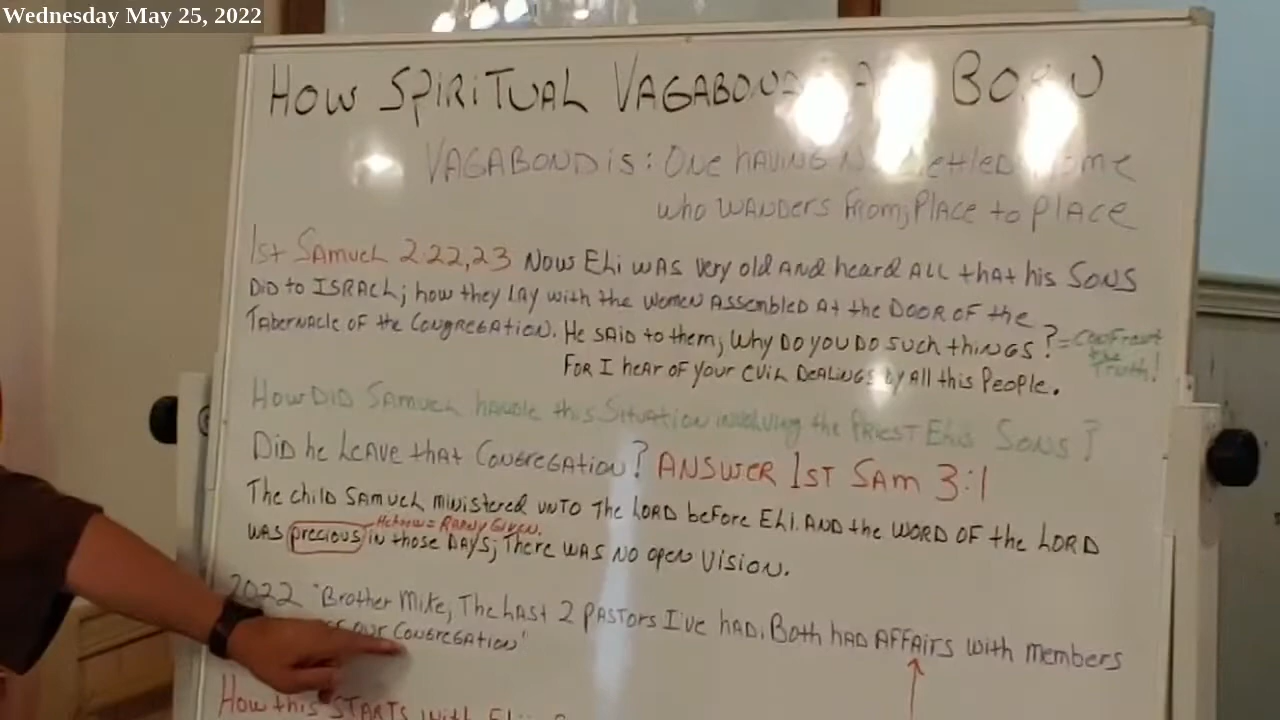 Wednesday May 25, 2022
How Spiritual Vagabond Born
Vagabond is: One having settled Home
who wanders from, Place to place
1st Samuel 2:22,23 Now Eli was very old and heard all that his sons
did to Israel; how they lay with the women assembled at the door of the
Tabernacle of the Congregation. He said to them, Why do you do such things? = Confront the Truth!
For I hear of your evil dealings by all this people.
How did Samuel handle this situation involving the Priest Eli's sons?
Did he leave that congregation? Answer 1st Sam 3:1
The child Samuel ministered unto the Lord before Eli. And the word of the Lord
Hebrew = Rarely Given.
was precious in those days; There was no open vision.
2022 "Brother Mike, The last 2 pastors I've had. Both had affairs with members
of our Congregation"
How this starts with